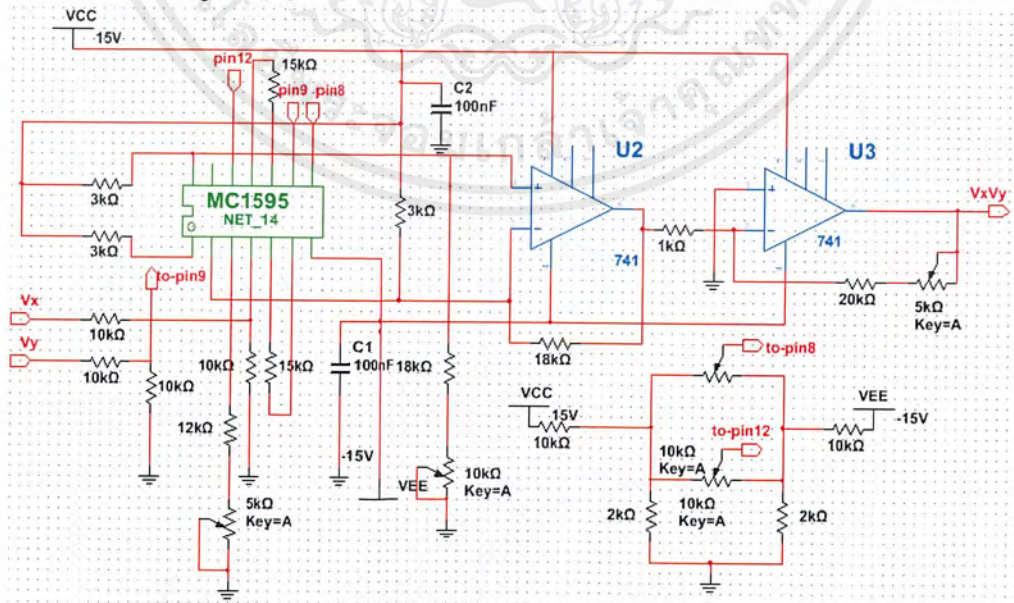 VCC
15V
pin12
15kΩ
pin9
pin8
C2
100nF
U2
U3
MC1595
NET_14
3kΩ
3kΩ
3kΩ
to-pin9
741
1kΩ
741
VxVy
20kΩ
5kΩ
Key=A
Vx
10kΩ
Vy
10kΩ
10kΩ
10kΩ
15kΩ
C1
100nF
18kΩ
18kΩ
12kΩ
5kΩ
Key=A
-15V
VEE
10kΩ
Key=A
to-pin8
VCC
15V
10kΩ
VEE
-15V
10kΩ
to-pin12
10kΩ
Key=A
10kΩ
Key=A
2kΩ
2kΩ